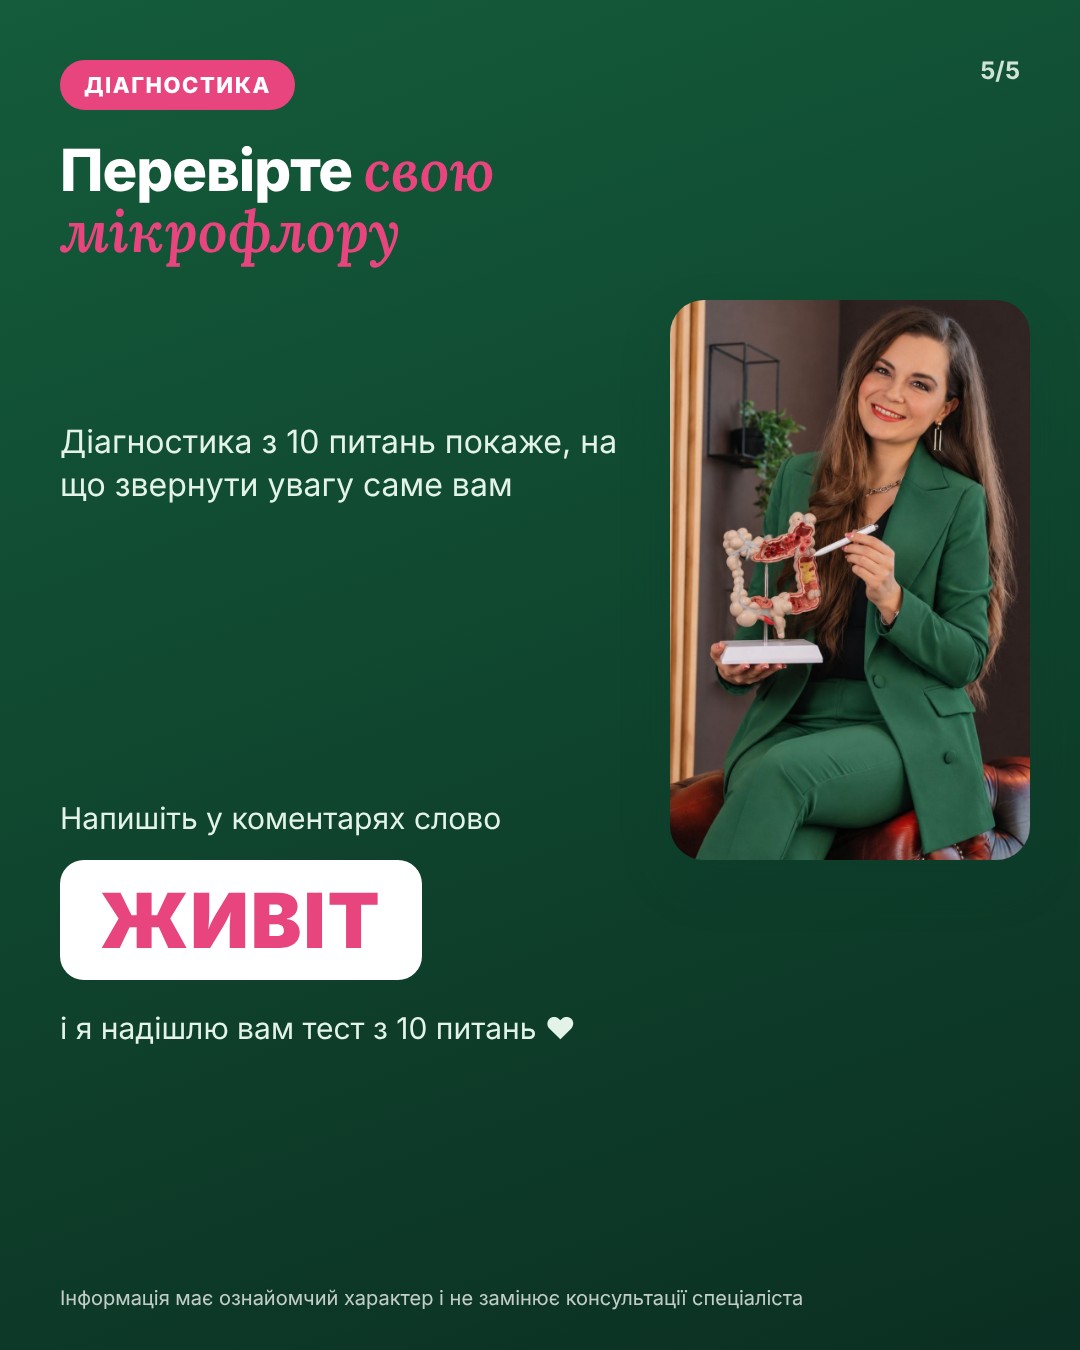 ДІАГНОСТИКА
5/5
Перевірте свою
мікрофлору
Діагностика з 10 питань покаже, на
що звернути увагу саме вам
Напишіть у коментарях слово
ЖИВІТ
і я надішлю вам тест з 10 питань ♥
Інформація має ознайомчий характер і не замінює консультації спеціаліста